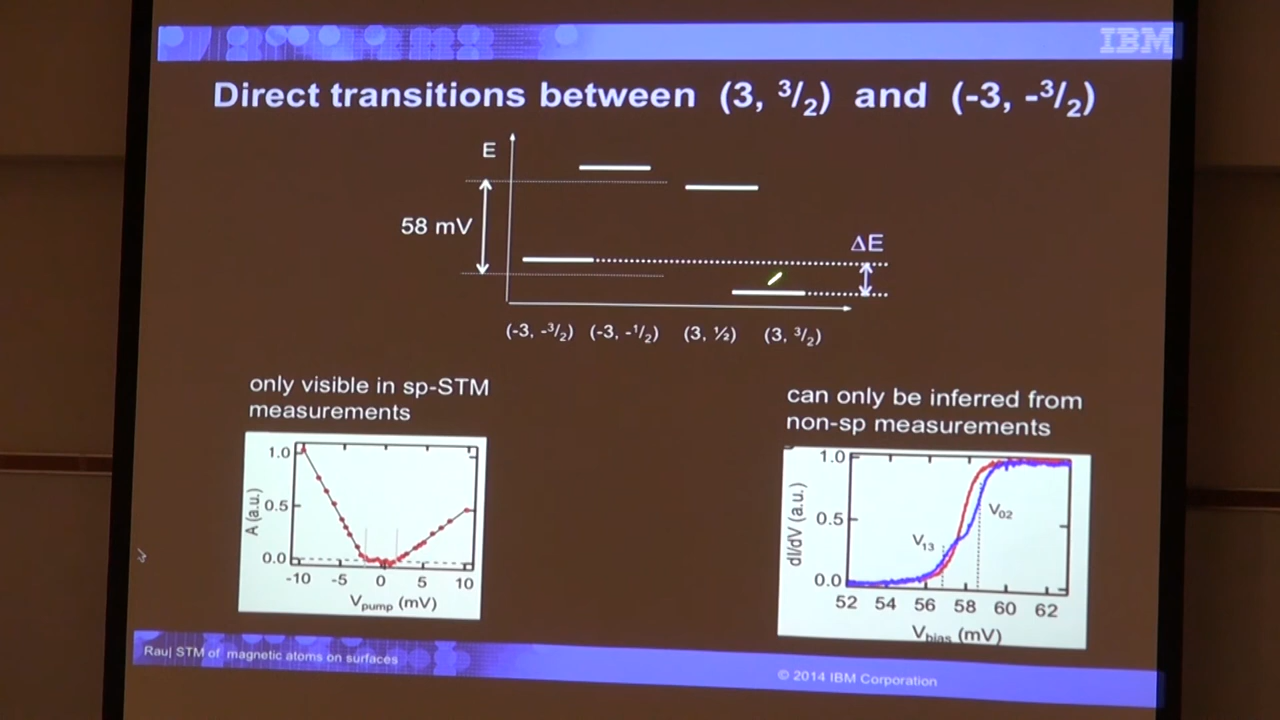 IBM
Direct transitions between (3, ³/₂) and (-3, -³/₂)
E
58 mV
ΔE
(-3, -³/₂) (-3, -¹/₂) (3, ½) (3, ³/₂)
only visible in sp-STM
measurements
1.0
0.5
0.0
A (a.u.)
-10 -5 0 5 10
Vpump (mV)
can only be inferred from
non-sp measurements
1.0
0.5
0.0
dI/dV (a.u.)
V₁₃
V₀₂
52 54 56 58 60 62
Vbias (mV)
Rau| STM of magnetic atoms on surfaces
© 2014 IBM Corporation